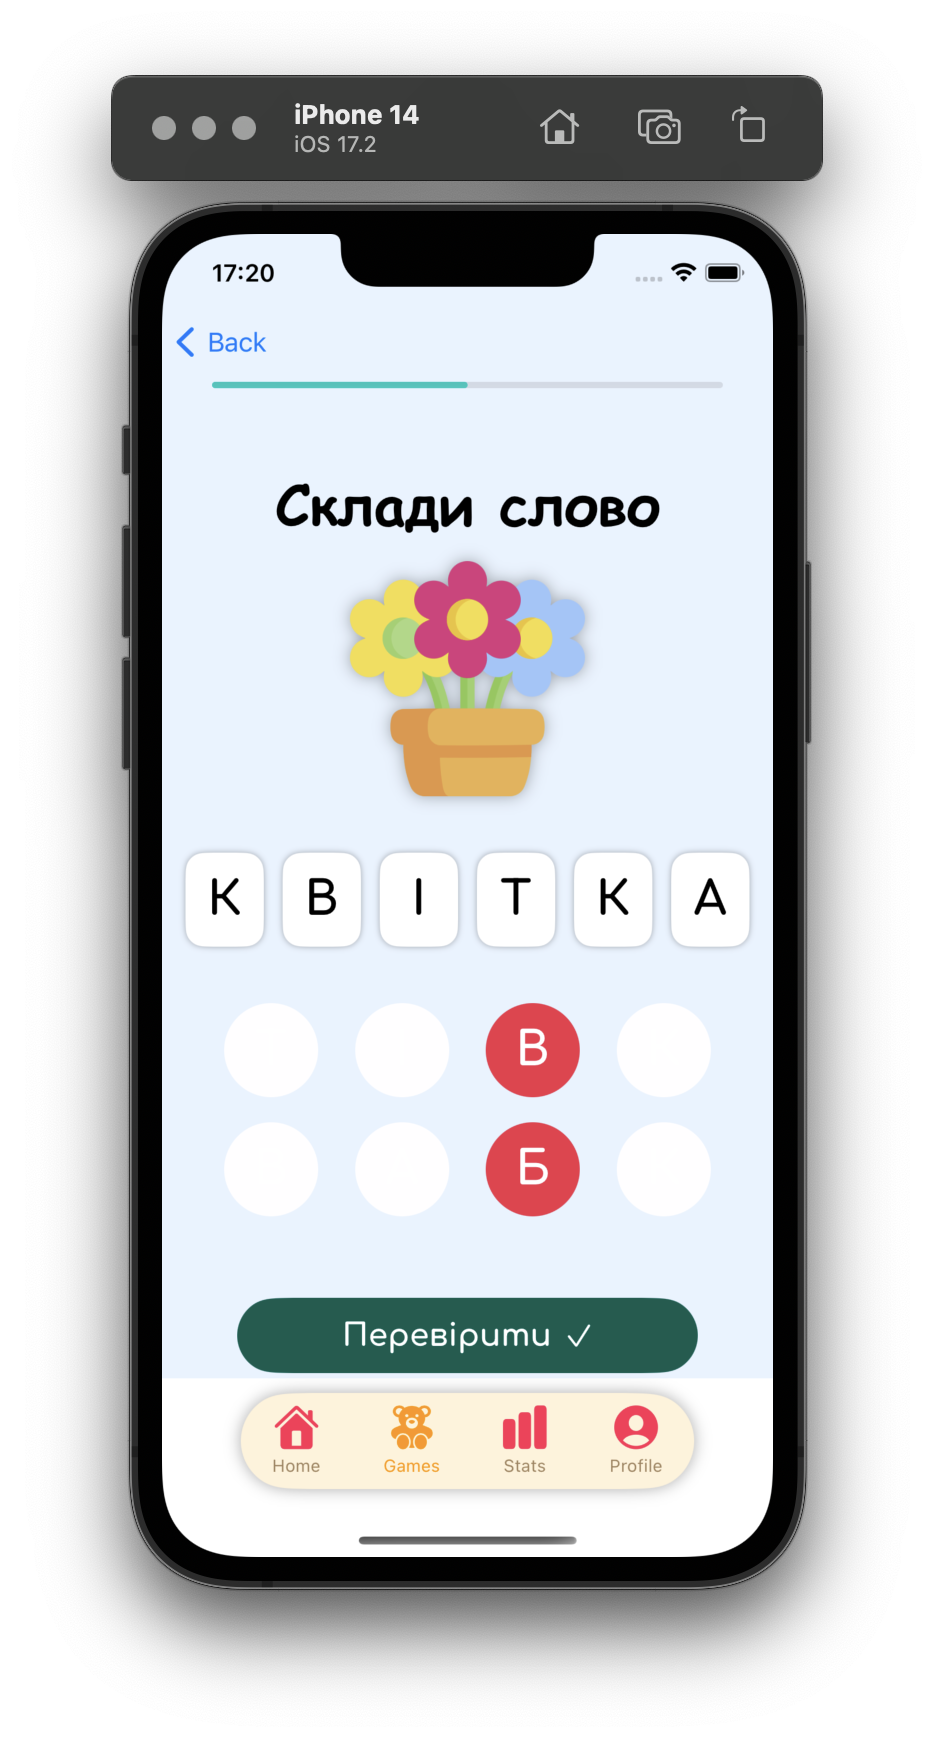 iPhone 14
iOS 17.2
17:20
Back
Склади слово
К В І Т К А
В
Б
Перевірити ✓
Home Games Stats Profile